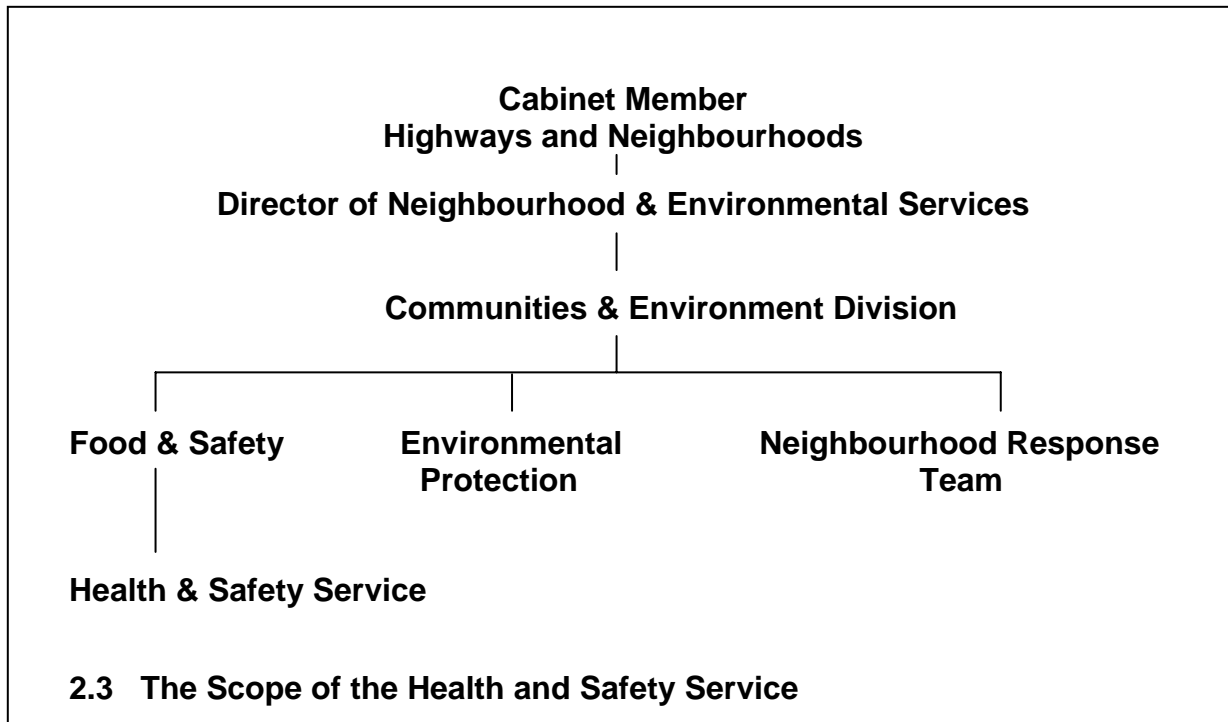 Cabinet Member
Highways and Neighbourhoods
Director of Neighbourhood & Environmental Services
Communities & Environment Division
Food & Safety
Environmental
Protection
Neighbourhood Response
Team
Health & Safety Service
2.3 The Scope of the Health and Safety Service